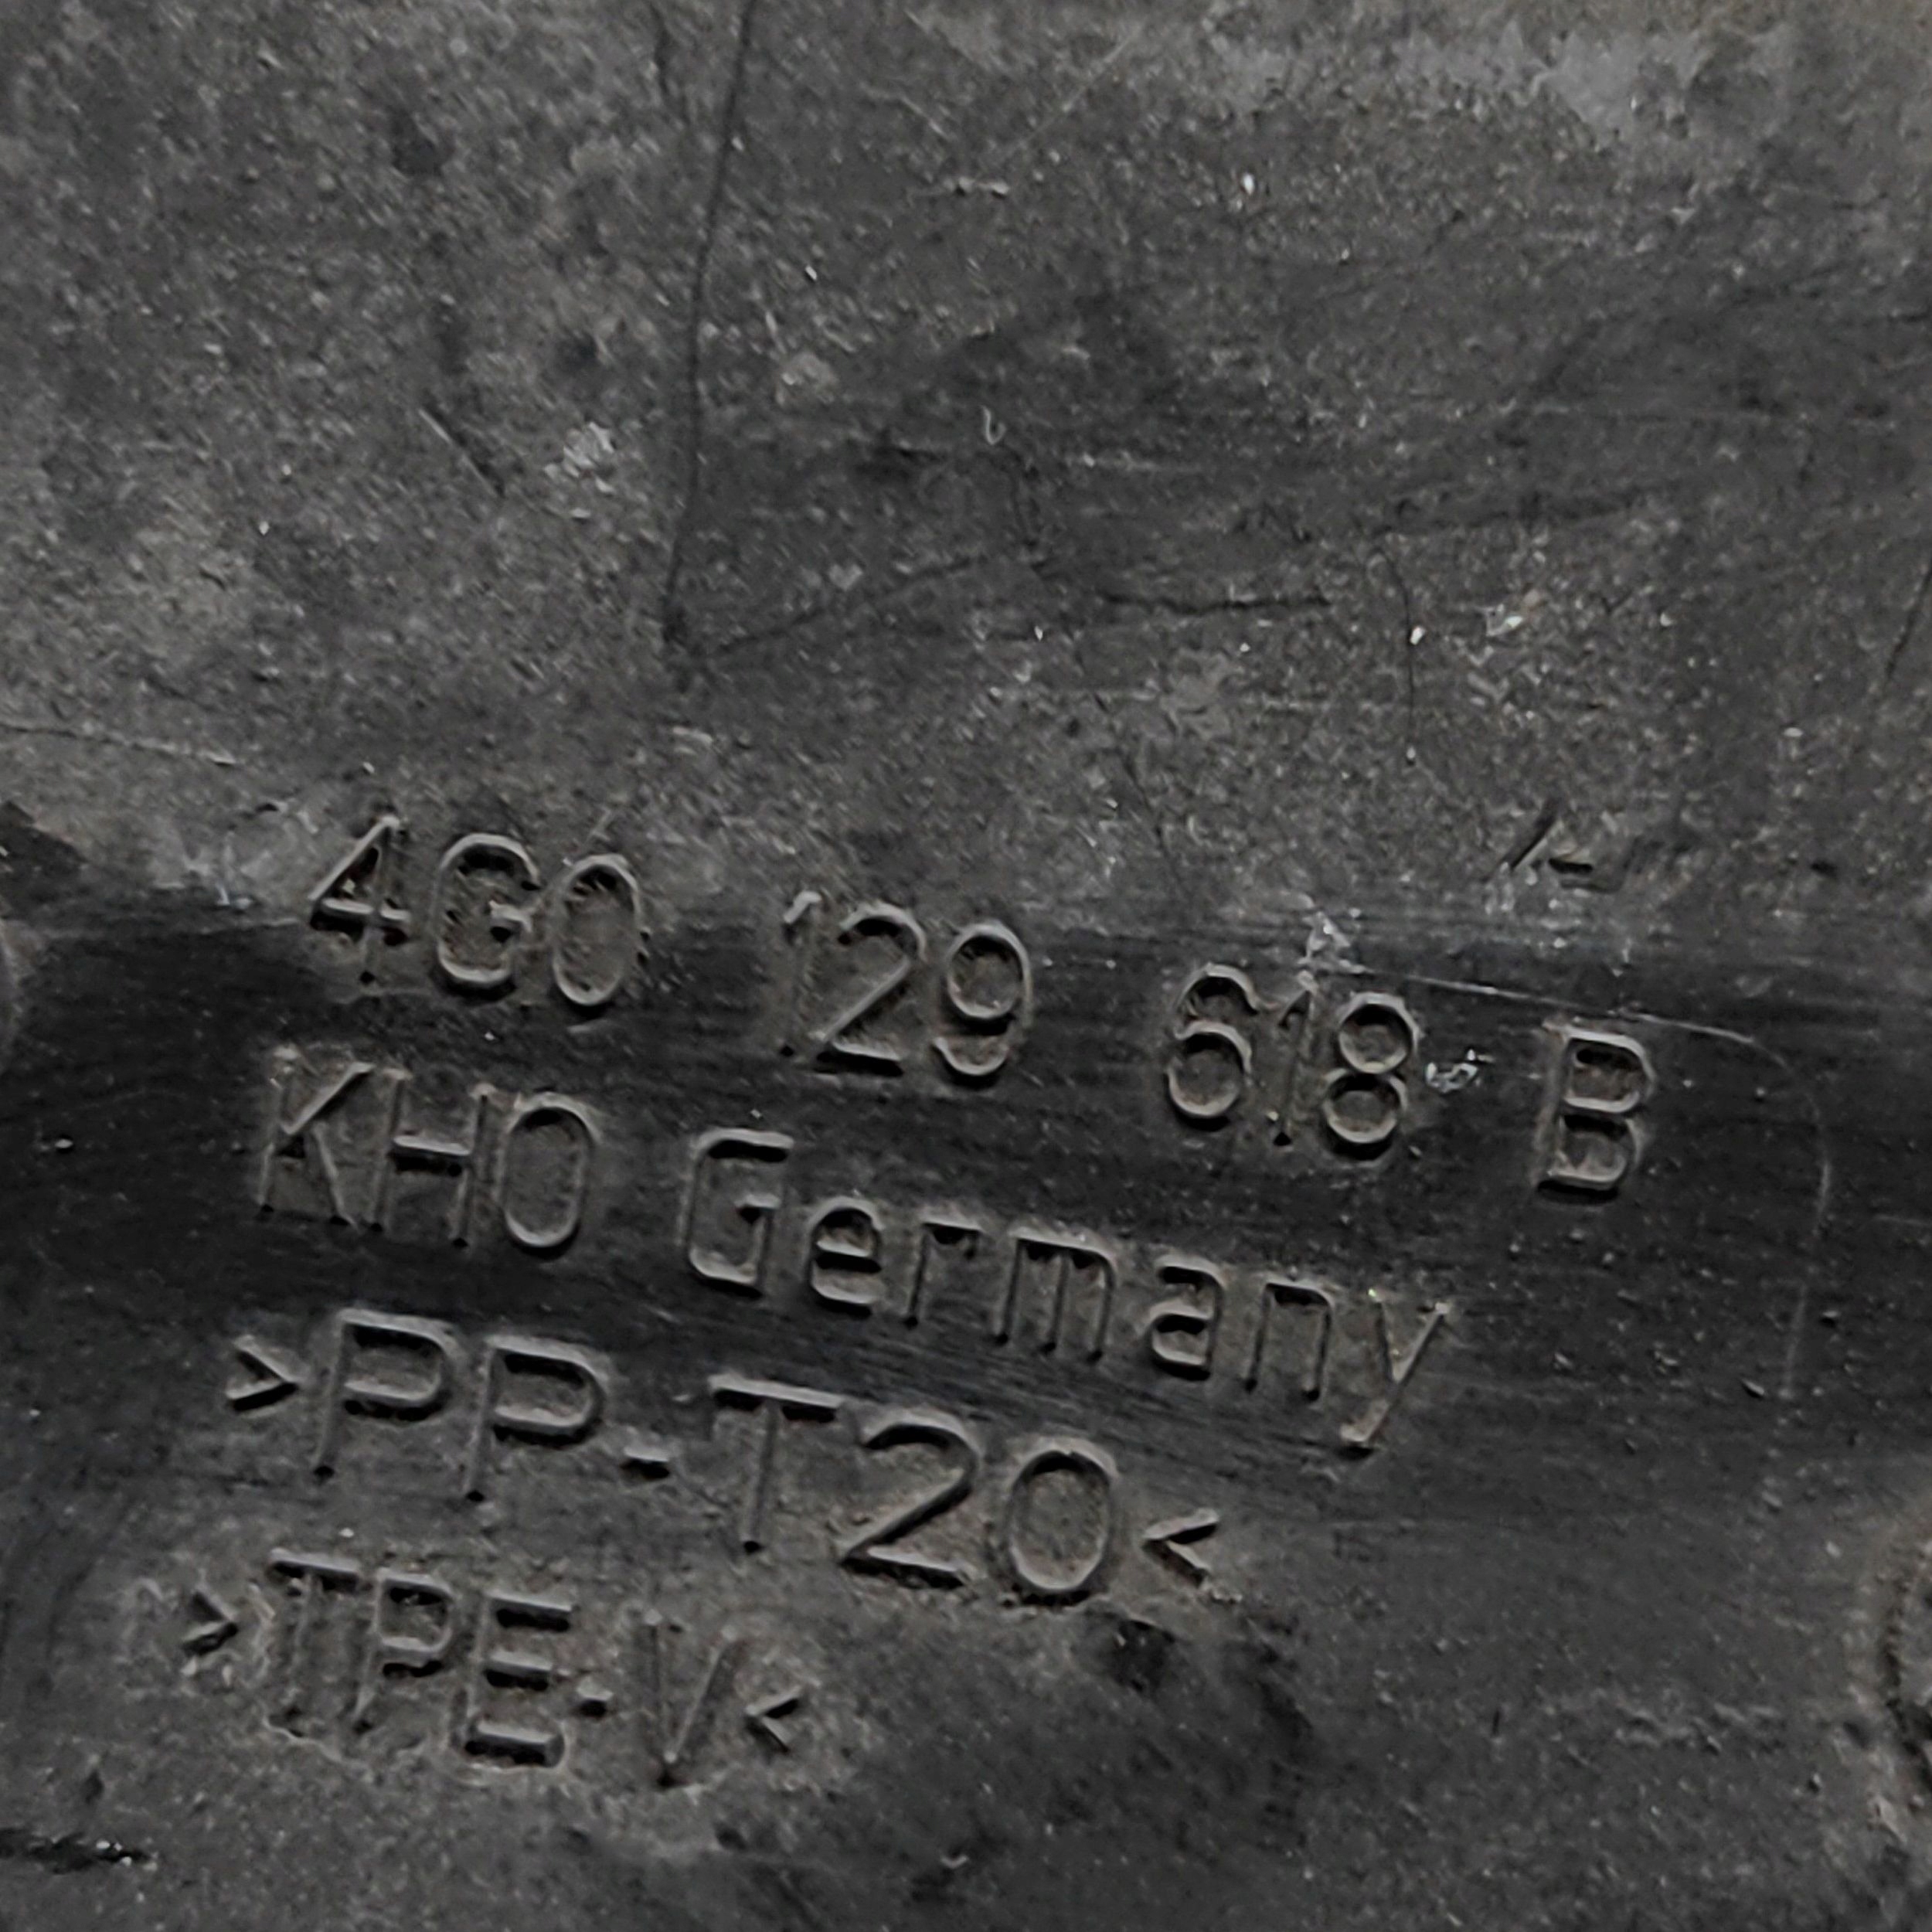 4G0 129 618 B
KHO Germany
>PP-T20<
>TPE-V<